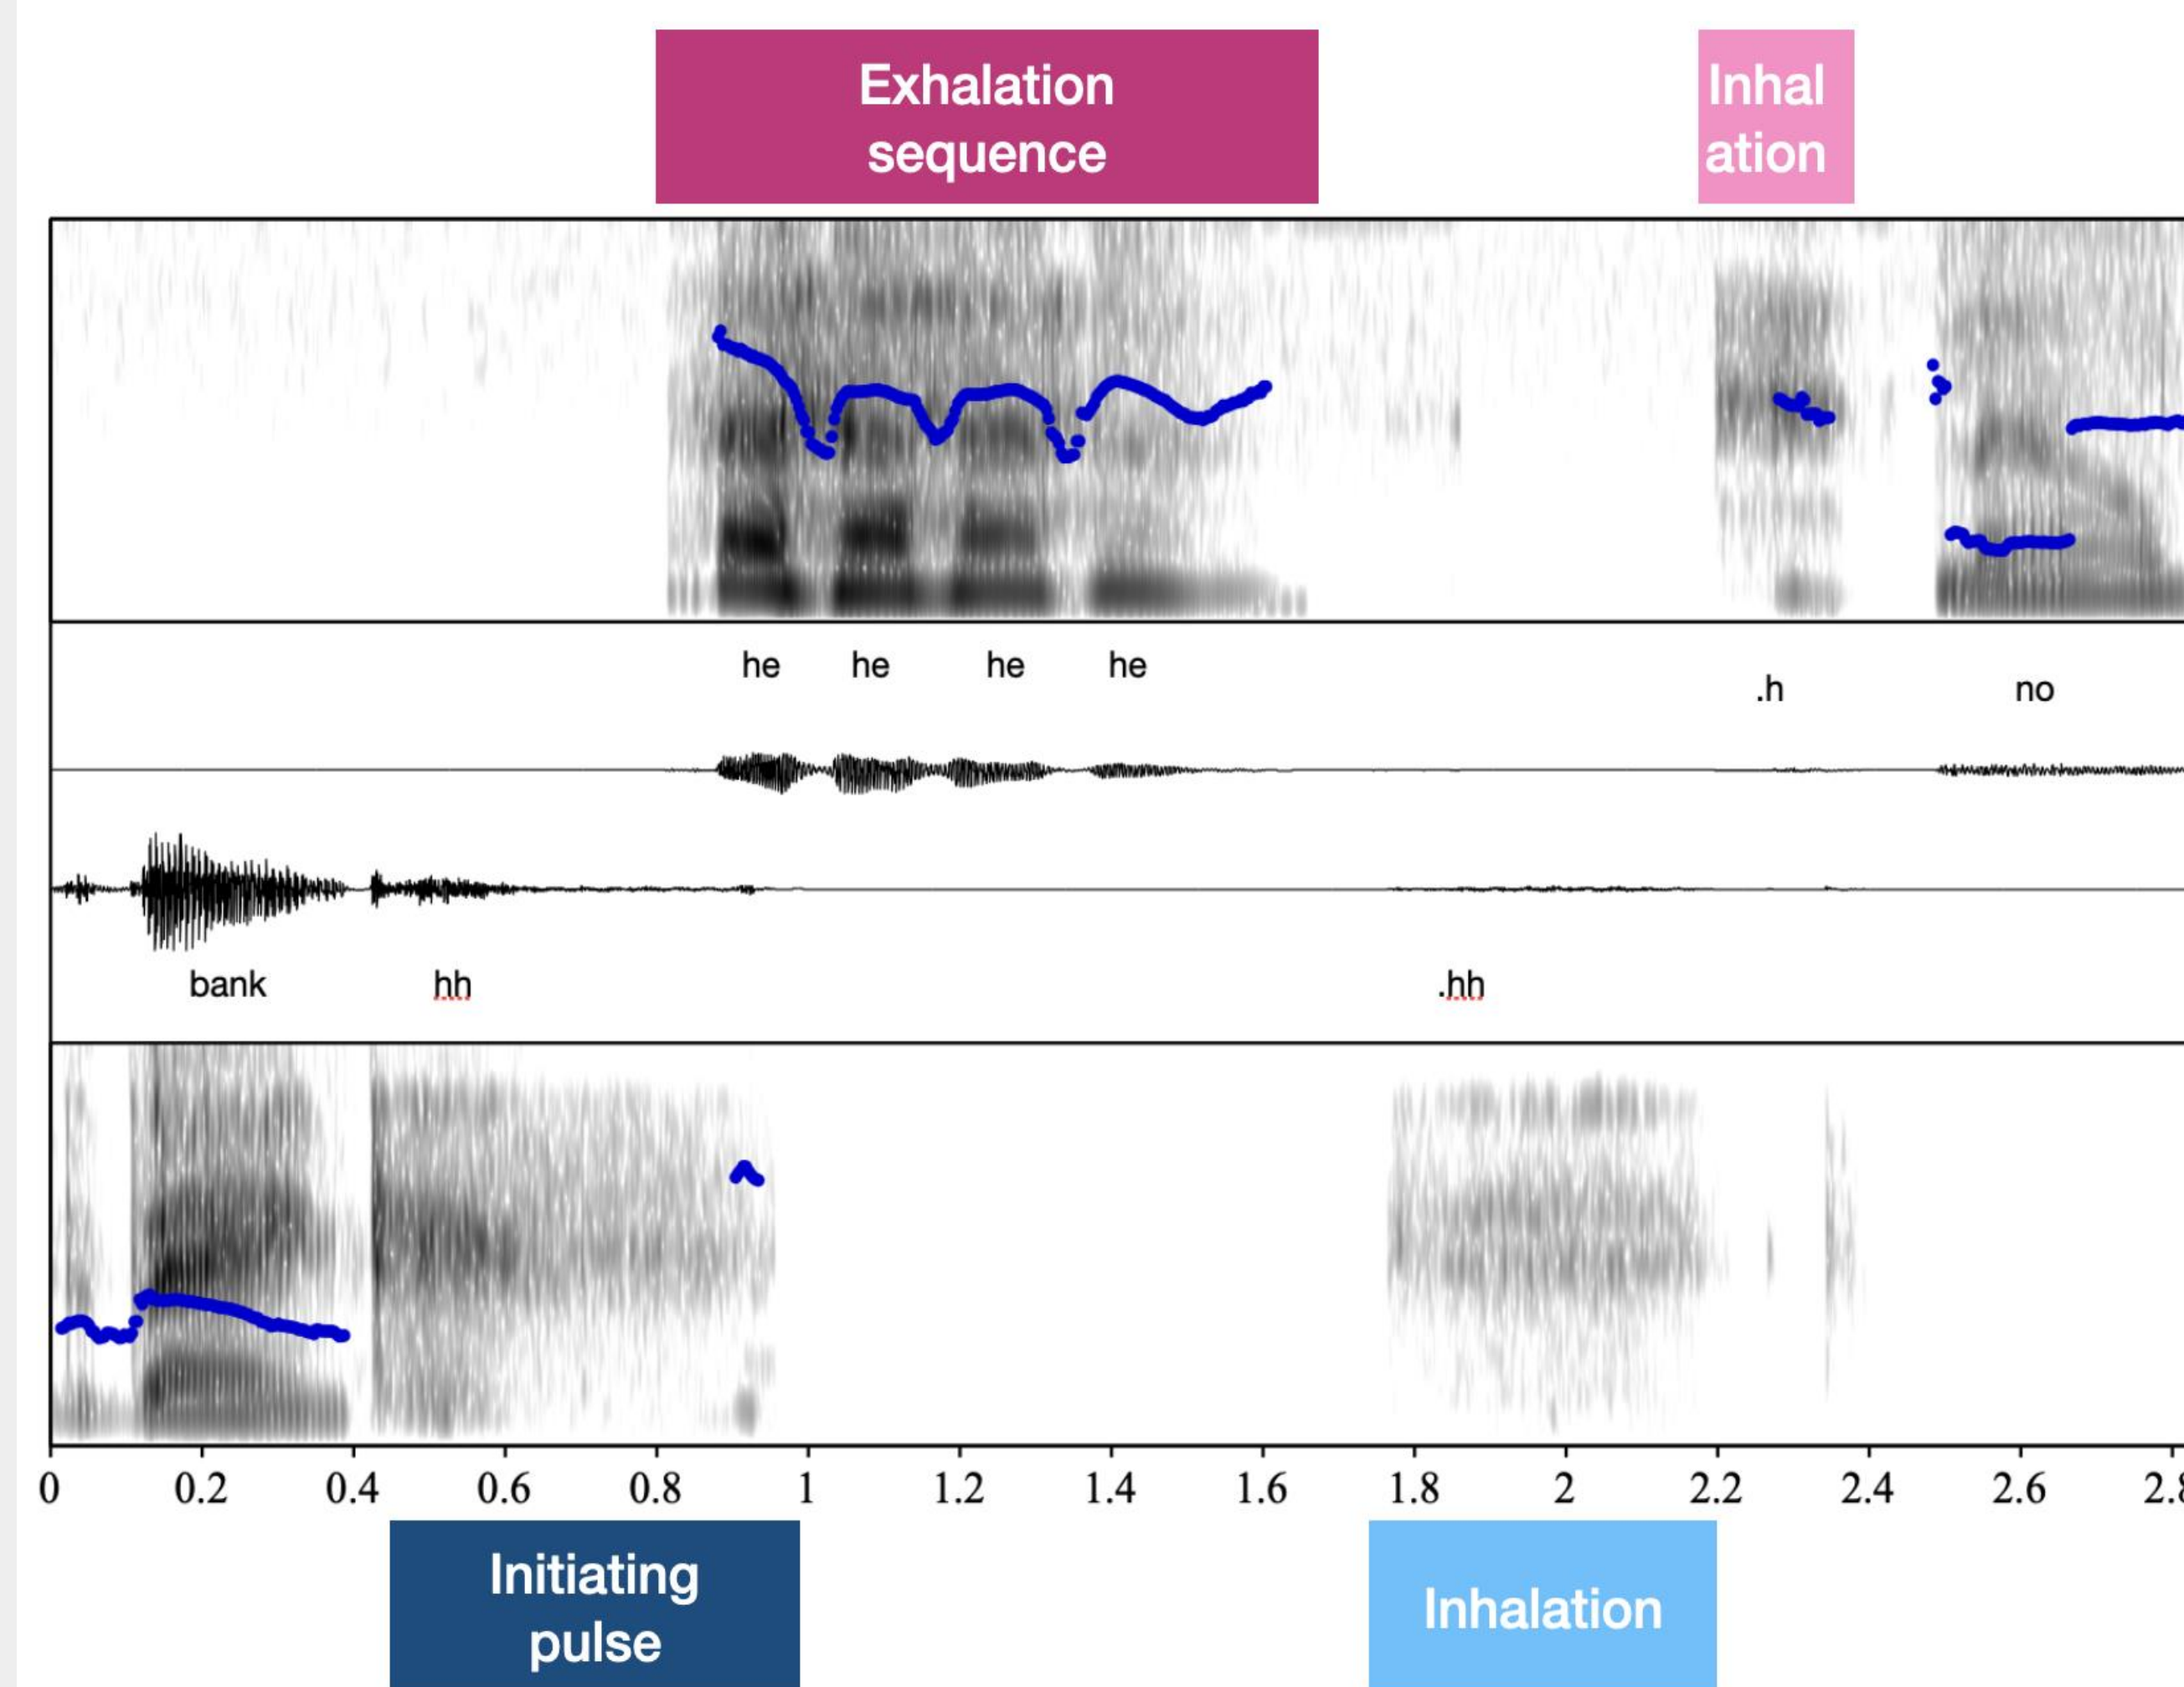 Exhalation
sequence
Inhal
ation
he he he he
.h no
bank hh .hh
0 0.2 0.4 0.6 0.8 1 1.2 1.4 1.6 1.8 2 2.2 2.4 2.6
Initiating
pulse
Inhalation